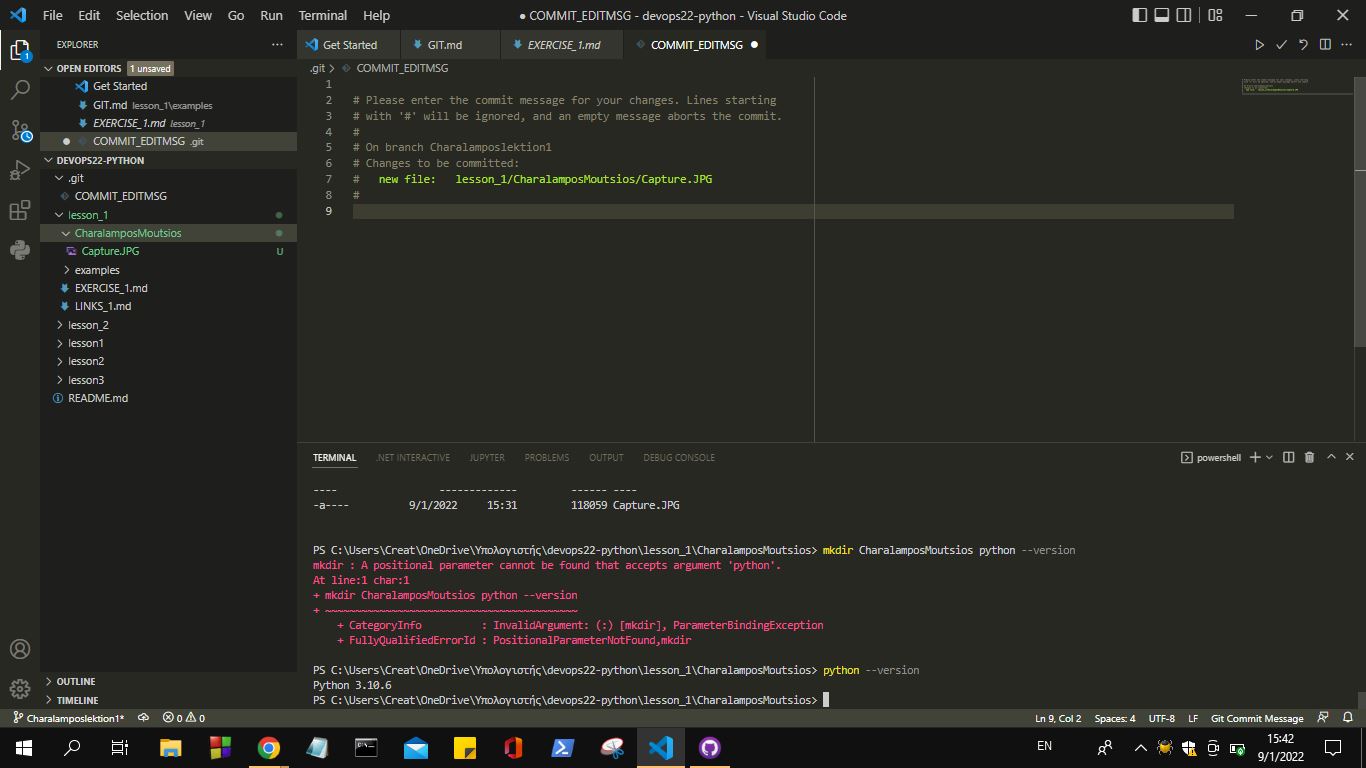 File Edit Selection View Go Run Terminal Help ● COMMIT_EDITMSG - devops22-python - Visual Studio Code
EXPLORER ···
OPEN EDITORS 1 unsaved
Get Started
GIT.md lesson_1\examples
EXERCISE_1.md lesson_1
● COMMIT_EDITMSG .git
DEVOPS22-PYTHON
.git
COMMIT_EDITMSG
lesson_1
CharalamposMoutsios
Capture.JPG U
examples
EXERCISE_1.md
LINKS_1.md
lesson_2
lesson1
lesson2
lesson3
README.md
OUTLINE
TIMELINE
Get Started GIT.md EXERCISE_1.md COMMIT_EDITMSG ●
.git > COMMIT_EDITMSG
1
2 # Please enter the commit message for your changes. Lines starting
3 # with '#' will be ignored, and an empty message aborts the commit.
4 #
5 # On branch Charalamposlektion1
6 # Changes to be committed:
7 # new file: lesson_1/CharalamposMoutsios/Capture.JPG
8 #
9
TERMINAL .NET INTERACTIVE JUPYTER PROBLEMS OUTPUT DEBUG CONSOLE powershell
---- ------------- ------ ----
-a---- 9/1/2022 15:31 118059 Capture.JPG
PS C:\Users\Creat\OneDrive\Υπολογιστής\devops22-python\lesson_1\CharalamposMoutsios> mkdir CharalamposMoutsios python --version
mkdir : A positional parameter cannot be found that accepts argument 'python'.
At line:1 char:1
+ mkdir CharalamposMoutsios python --version
+ ~~~~~~~~~~~~~~~~~~~~~~~~~~~~~~~~~~~~~~~~~~
+ CategoryInfo : InvalidArgument: (:) [mkdir], ParameterBindingException
+ FullyQualifiedErrorId : PositionalParameterNotFound,mkdir
PS C:\Users\Creat\OneDrive\Υπολογιστής\devops22-python\lesson_1\CharalamposMoutsios> python --version
Python 3.10.6
PS C:\Users\Creat\OneDrive\Υπολογιστής\devops22-python\lesson_1\CharalamposMoutsios>
Charalamposlektion1* 0 0 Ln 9, Col 2 Spaces: 4 UTF-8 LF Git Commit Message
EN
15:42
9/1/2022